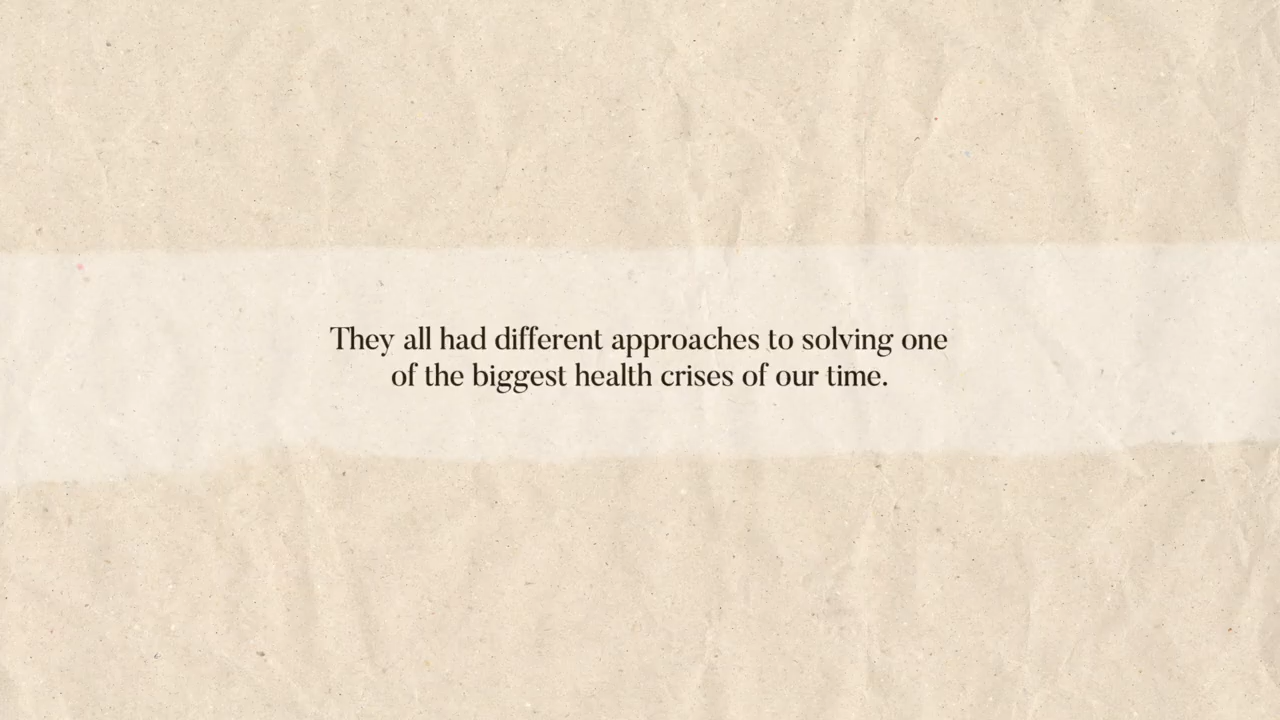 They all had different approaches to solving one
of the biggest health crises of our time.